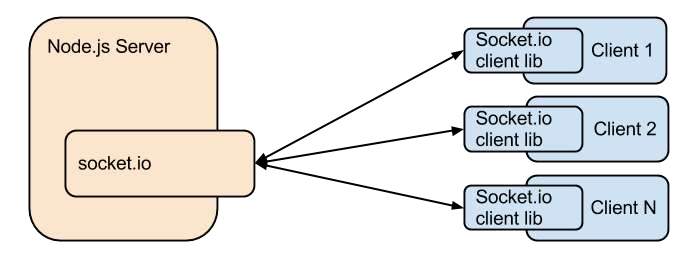 Node.js Server
socket.io
Socket.io
client lib
Client 1
Socket.io
client lib
Client 2
Socket.io
client lib
Client N